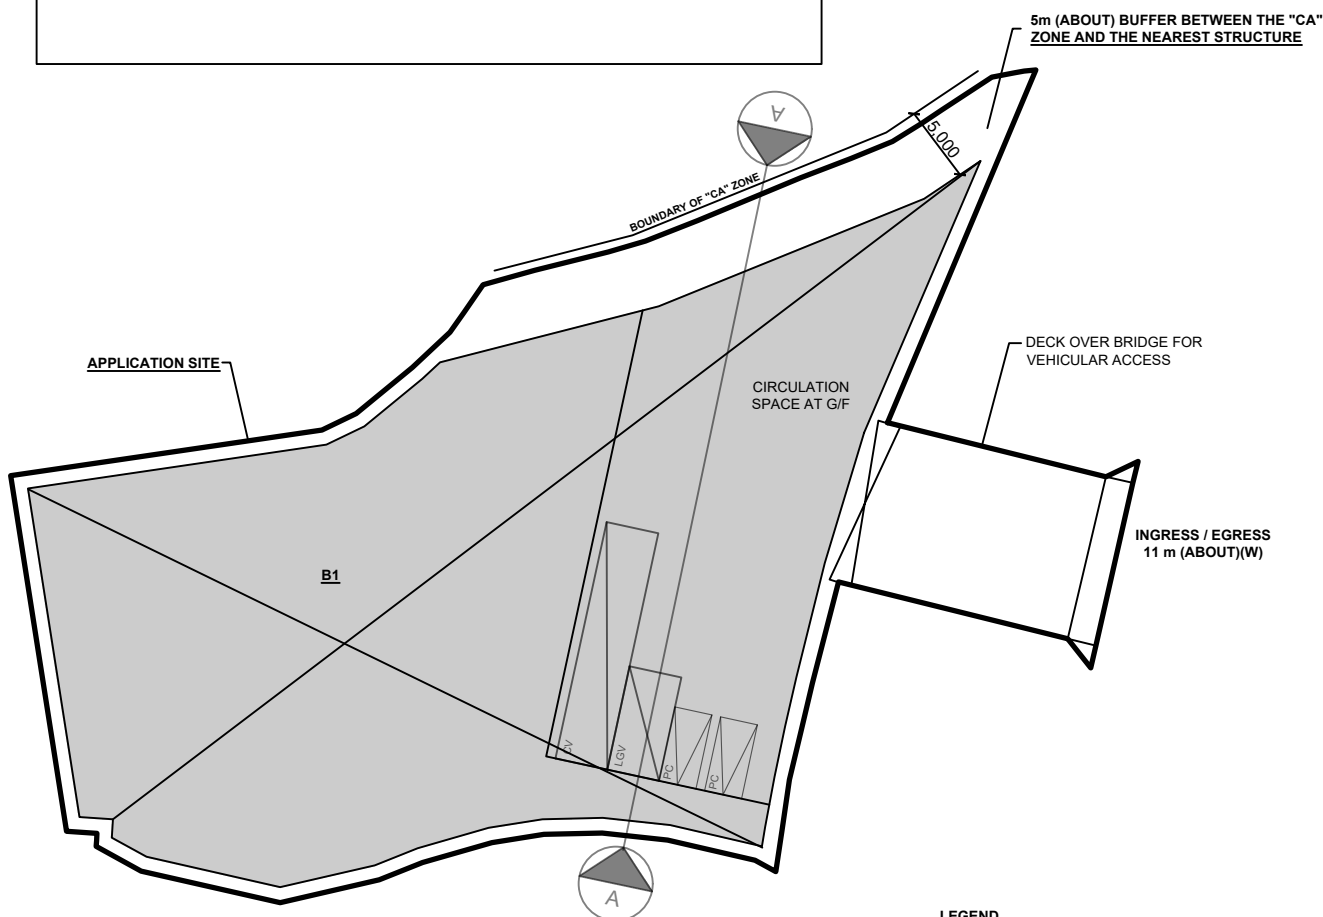 5m (ABOUT) BUFFER BETWEEN THE "CA"
ZONE AND THE NEAREST STRUCTURE
A
5,000
BOUNDARY OF "CA" ZONE
DECK OVER BRIDGE FOR
VEHICULAR ACCESS
APPLICATION SITE
CIRCULATION
SPACE AT G/F
INGRESS / EGRESS
11 m (ABOUT)(W)
B1
LGV
PC
PC
A
LEGEND